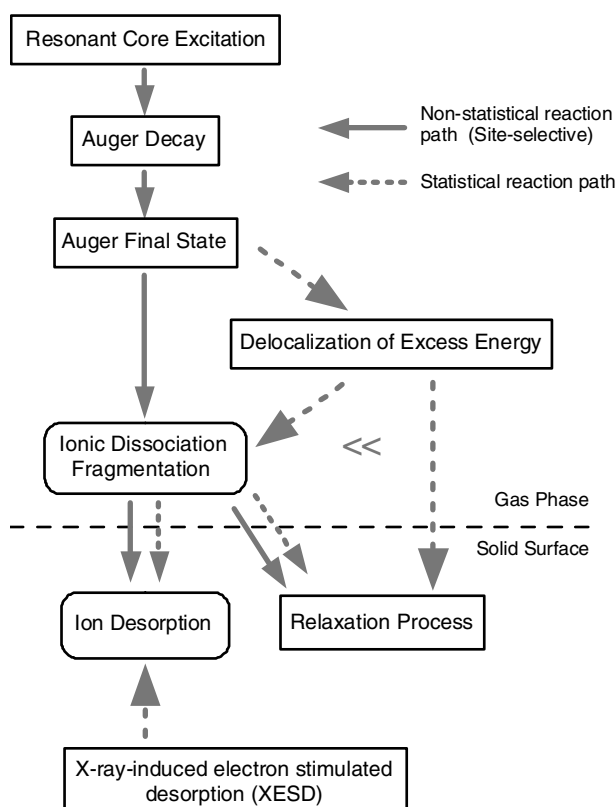 Resonant Core Excitation
Non-statistical reaction
path (Site-selective)
Auger Decay
Statistical reaction path
Auger Final State
Delocalization of Excess Energy
Ionic Dissociation
Fragmentation
<<
Gas Phase
Solid Surface
Ion Desorption
Relaxation Process
X-ray-induced electron stimulated
desorption (XESD)